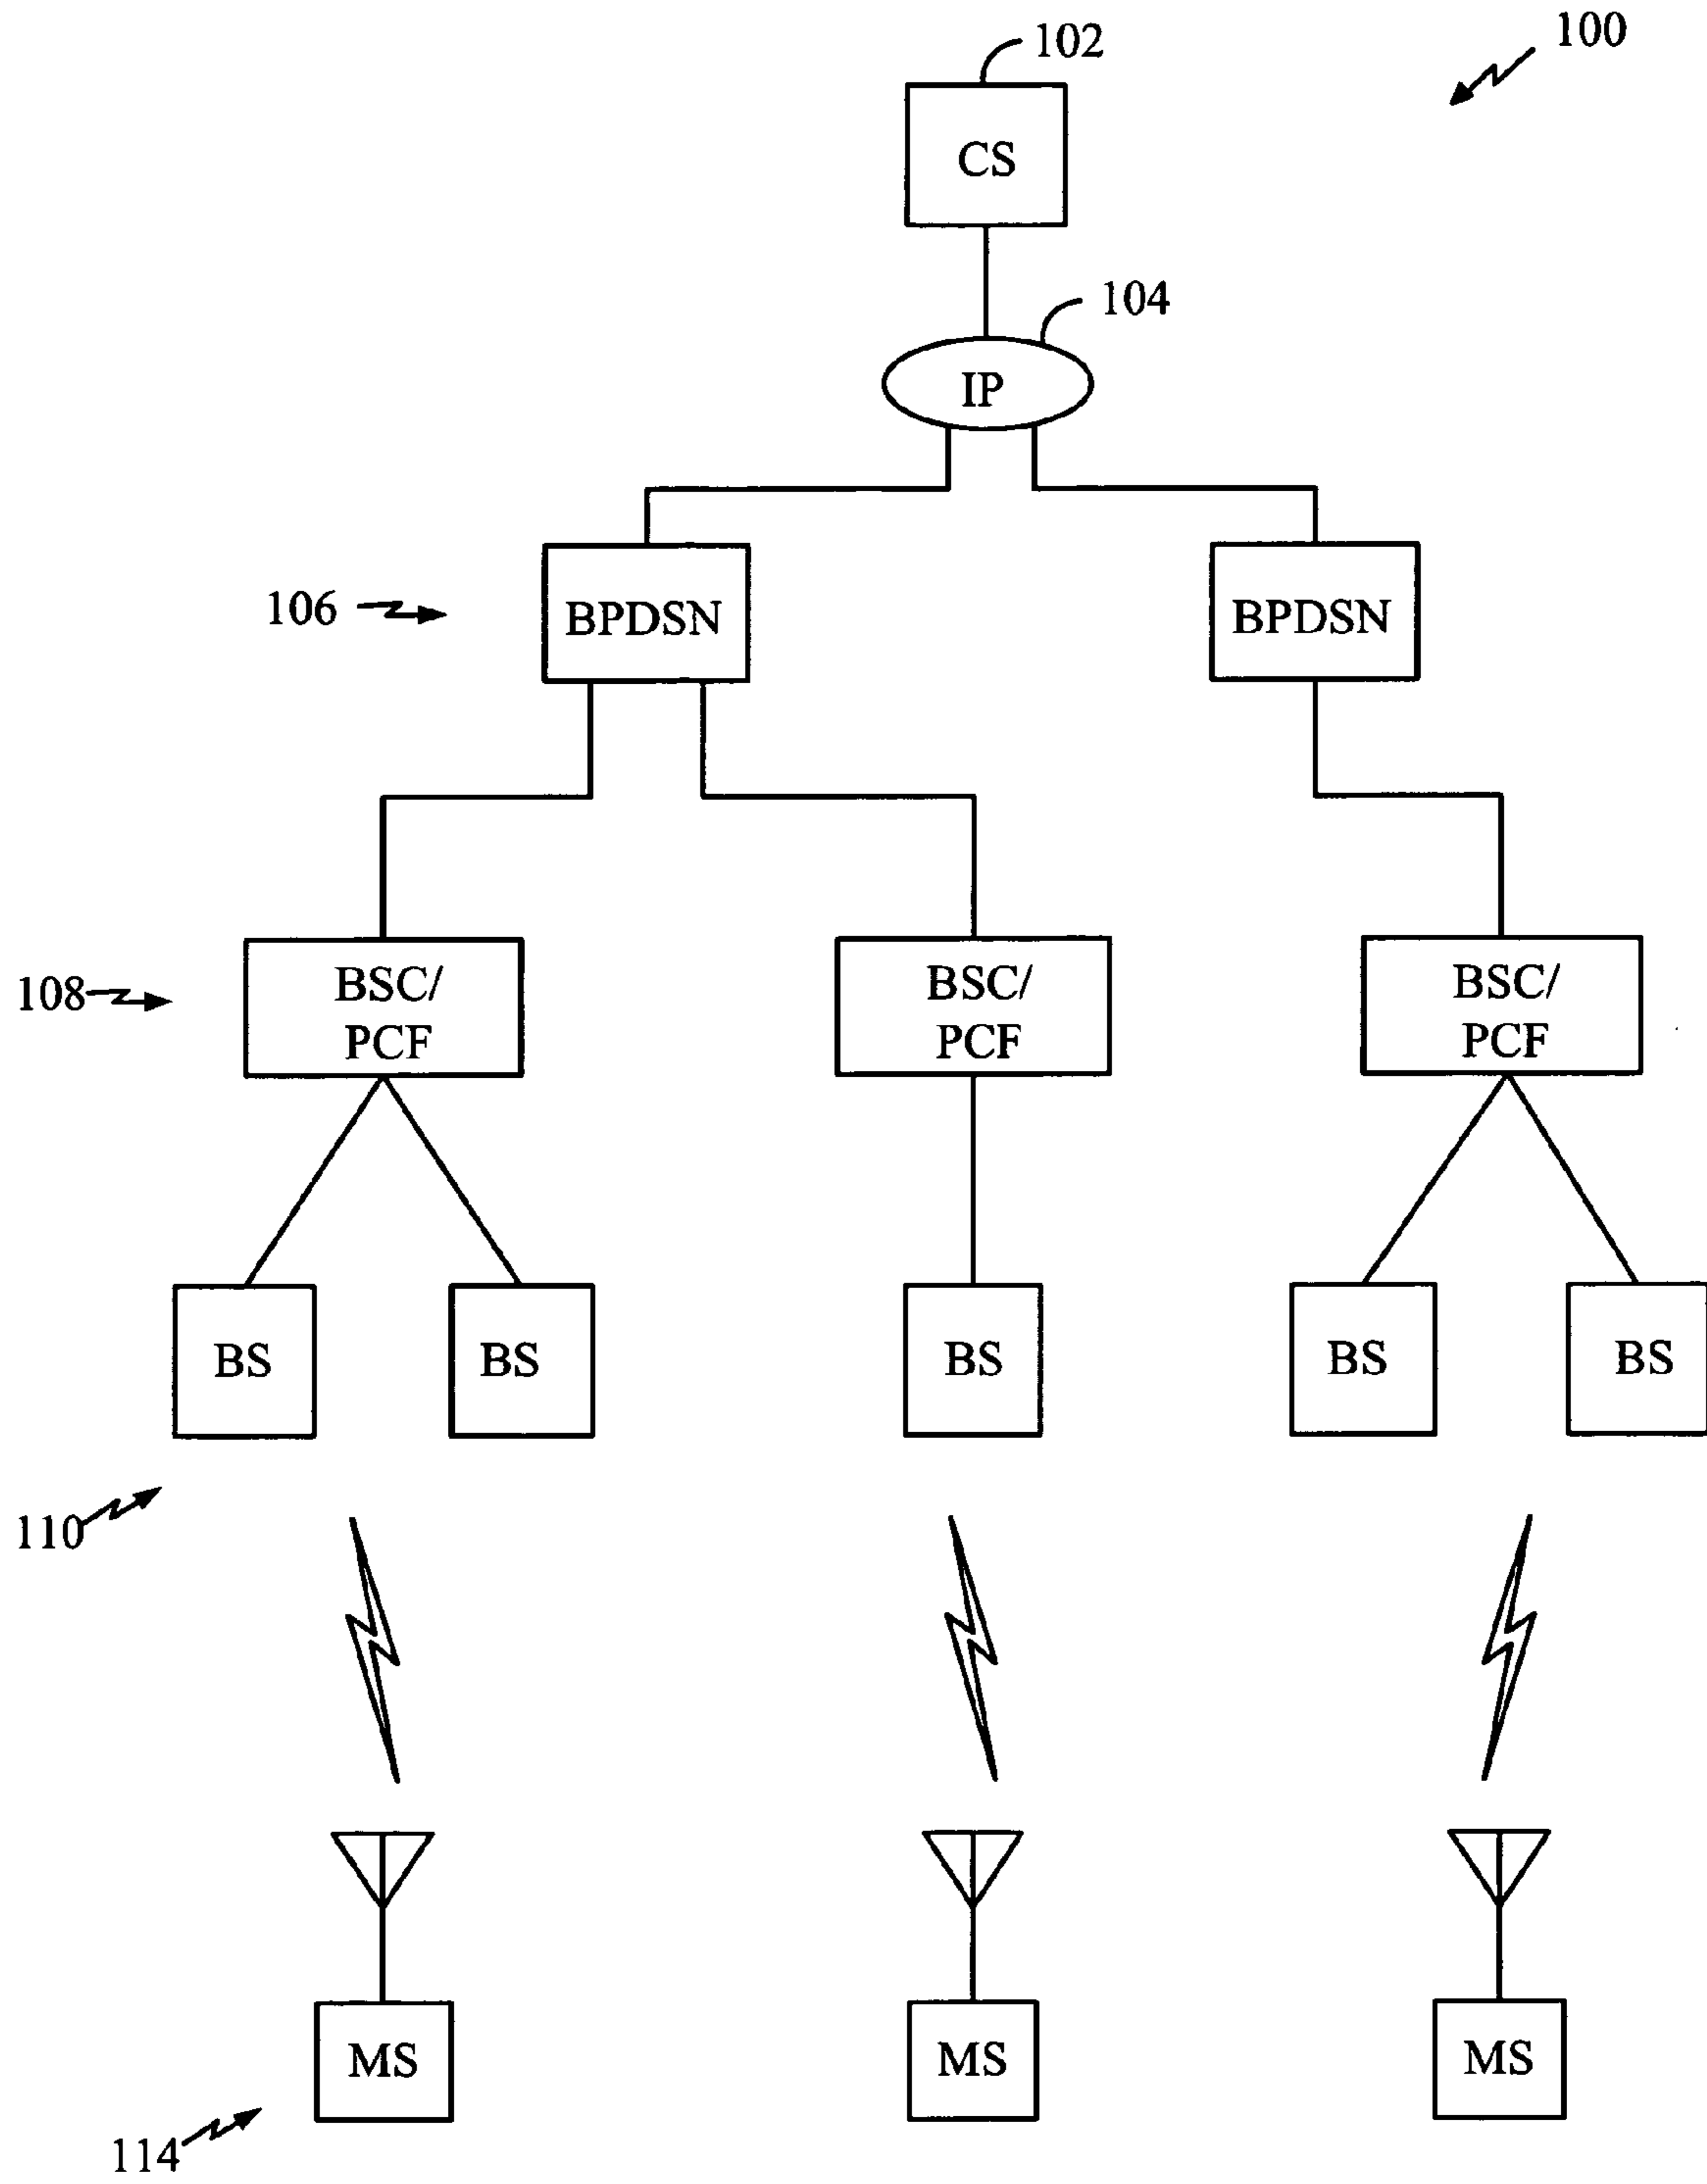 100
102
CS
104
IP
106
BPDSN
BPDSN
108
BSC/
PCF
BSC/
PCF
BSC/
PCF
BS
BS
BS
BS
BS
110
MS
MS
MS
114